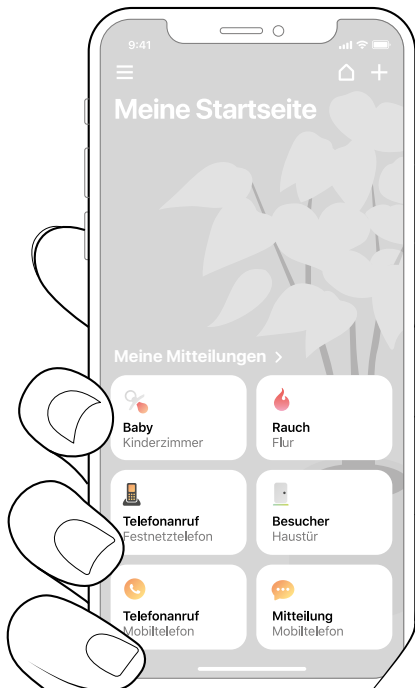 9:41
Meine Startseite
Meine Mitteilungen >
Baby
Kinderzimmer
Rauch
Flur
Telefonanruf
Festnetztelefon
Besucher
Haustür
Telefonanruf
Mobiltelefon
Mitteilung
Mobiltelefon